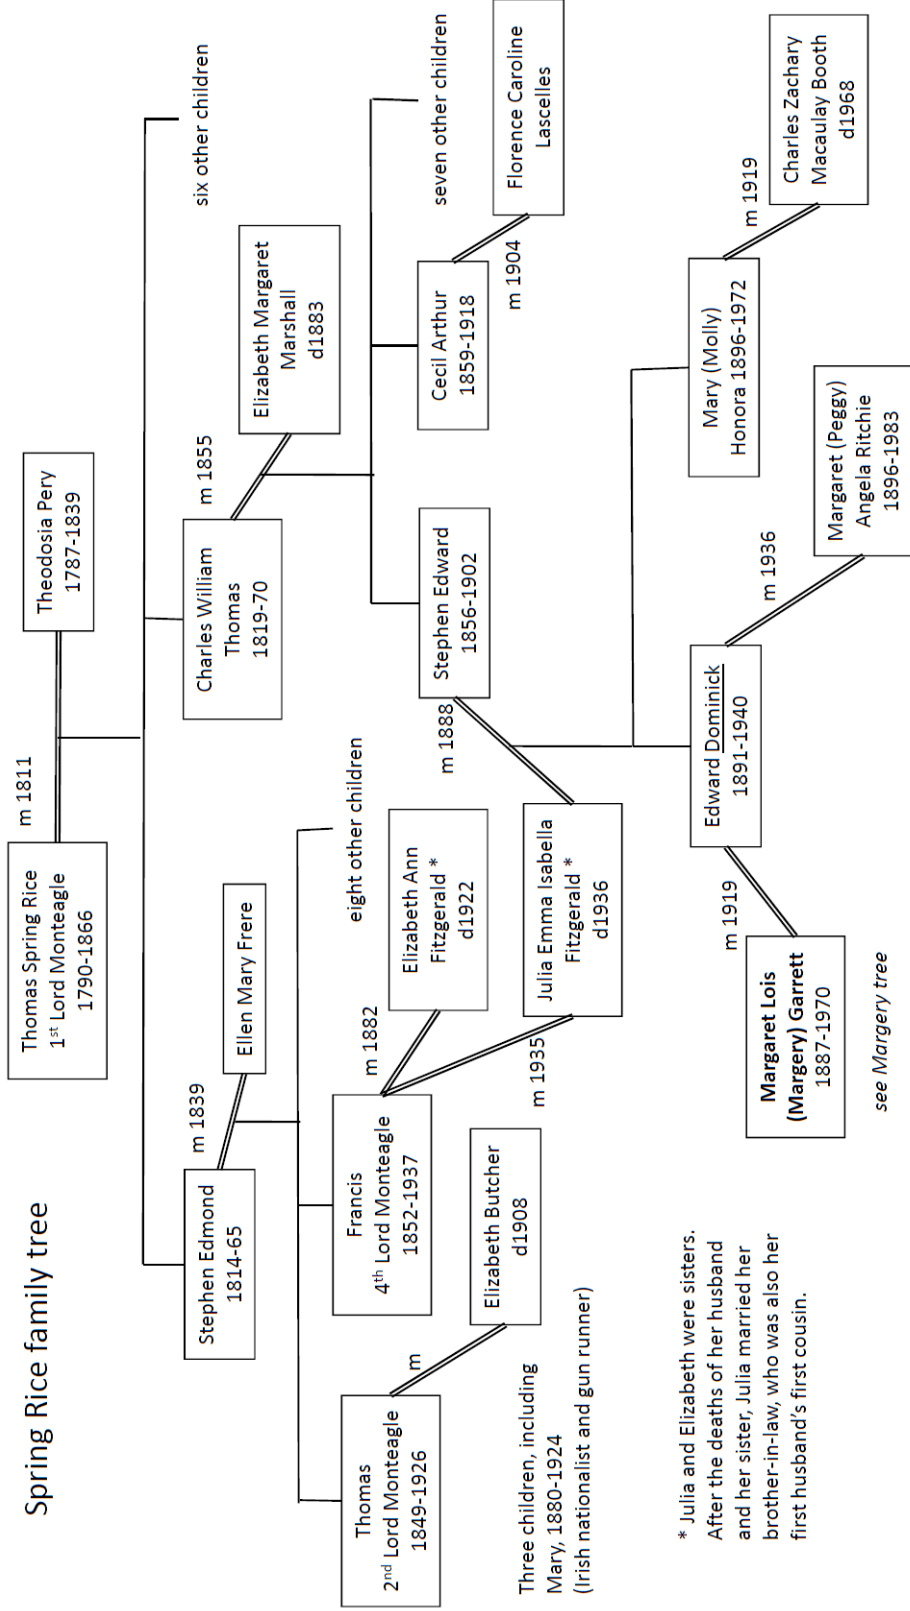 Spring Rice family tree
Thomas Spring Rice
1st Lord Monteagle
1790-1866
m 1811
Theodosia Pery
1787-1839
Stephen Edmond
1814-65
m 1839
Ellen Mary Frere
Charles William
Thomas
1819-70
m 1855
Elizabeth Margaret
Marshall
d1883
six other children
Thomas
2nd Lord Monteagle
1849-1926
m
Elizabeth Butcher
d1908
Three children, including
Mary, 1880-1924
(Irish nationalist and gun runner)
Francis
4th Lord Monteagle
1852-1937
m 1882
Elizabeth Ann
Fitzgerald *
d1922
m 1935
Julia Emma Isabella
Fitzgerald *
d1936
eight other children
m 1888
Stephen Edward
1856-1902
Cecil Arthur
1859-1918
m 1904
Florence Caroline
Lascelles
seven other children
Margaret Lois
(Margery) Garrett
1887-1970
see Margery tree
m 1919
Edward Dominick
1891-1940
m 1936
Margaret (Peggy)
Angela Ritchie
1896-1983
Mary (Molly)
Honora 1896-1972
m 1919
Charles Zachary
Macaulay Booth
d1968
* Julia and Elizabeth were sisters.
After the deaths of her husband
and her sister, Julia married her
brother-in-law, who was also her
first husband's first cousin.